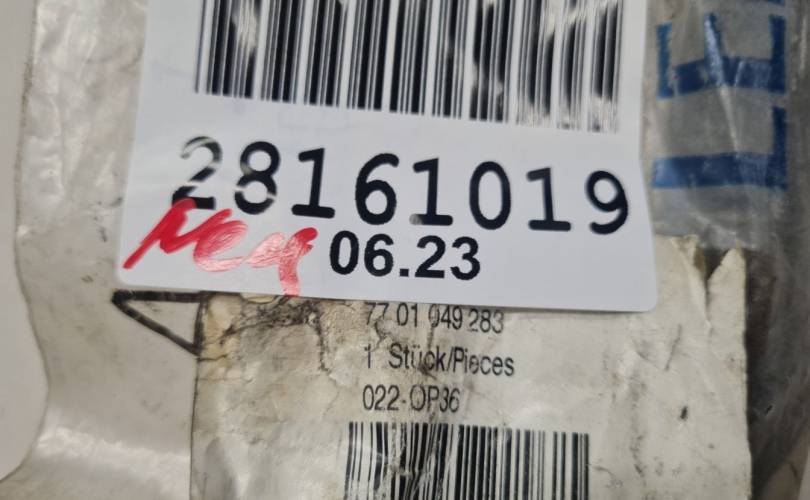 28161019
06.23
77 01 049 283
1 Stück/Pieces
022-OP36